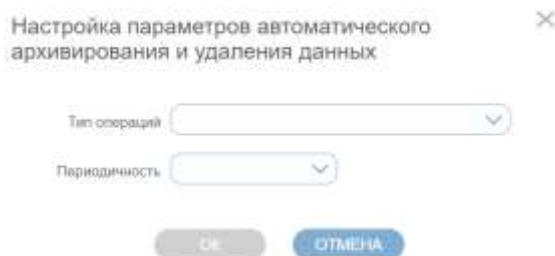 Настройка параметров автоматического
архивирования и удаления данных
Тип операций
Периодичность
ОК
ОТМЕНА